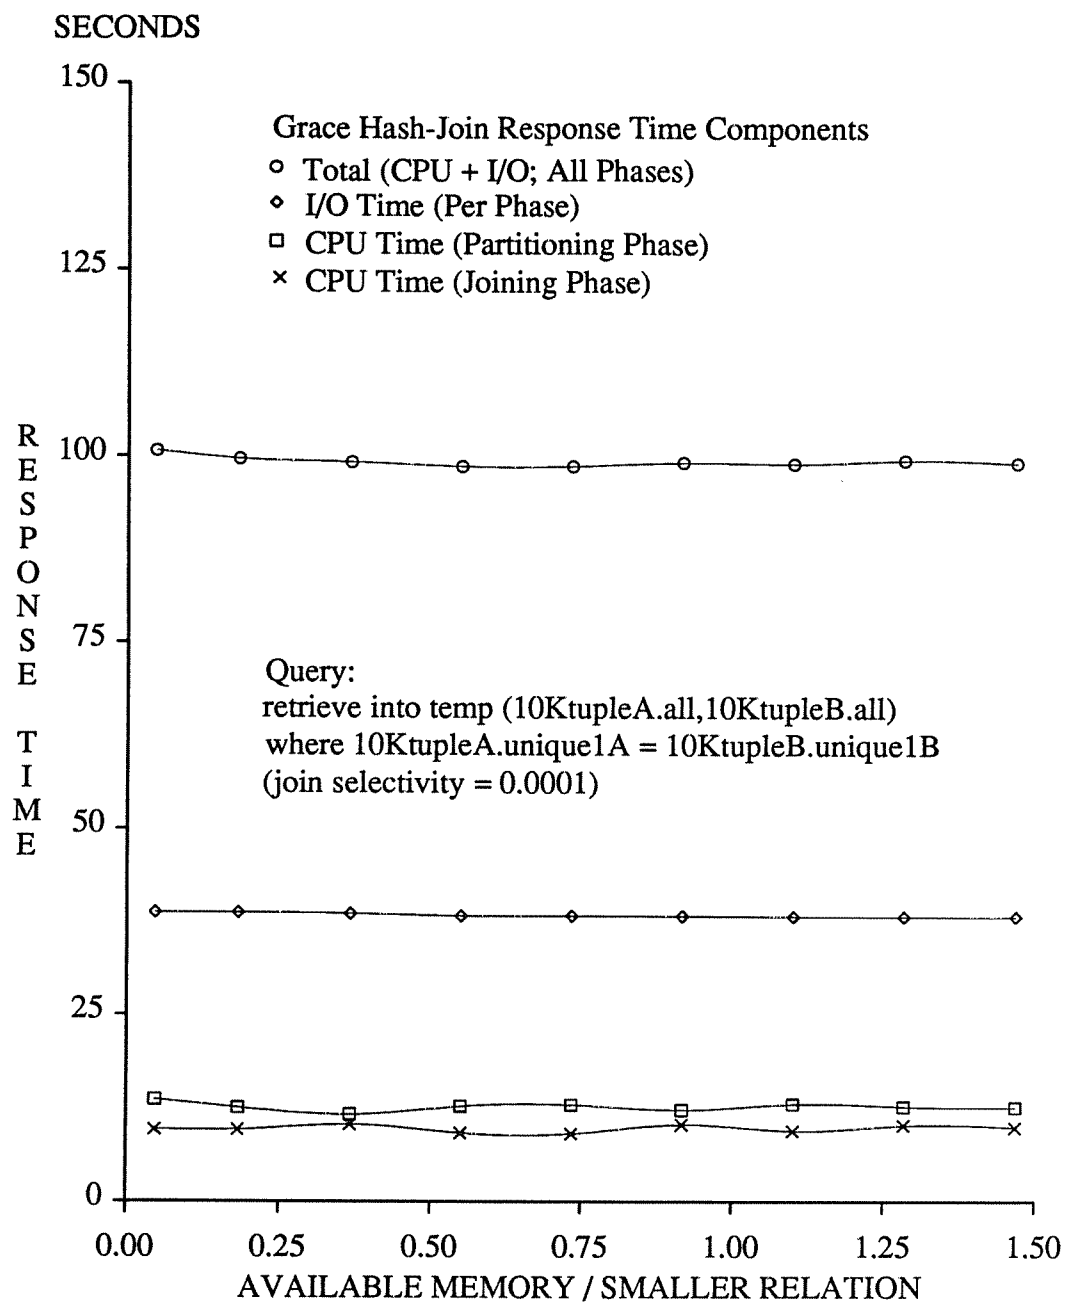 SECONDS
150
Grace Hash-Join Response Time Components
Total (CPU + I/O; All Phases)
I/O Time (Per Phase)
CPU Time (Partitioning Phase)
CPU Time (Joining Phase)
125
100
75
50
25
0
RESPONSE TIME
Query:
retrieve into temp (10KtupleA.all,10KtupleB.all)
where 10KtupleA.unique1A = 10KtupleB.unique1B
(join selectivity = 0.0001)
0.00 0.25 0.50 0.75 1.00 1.25 1.50
AVAILABLE MEMORY / SMALLER RELATION